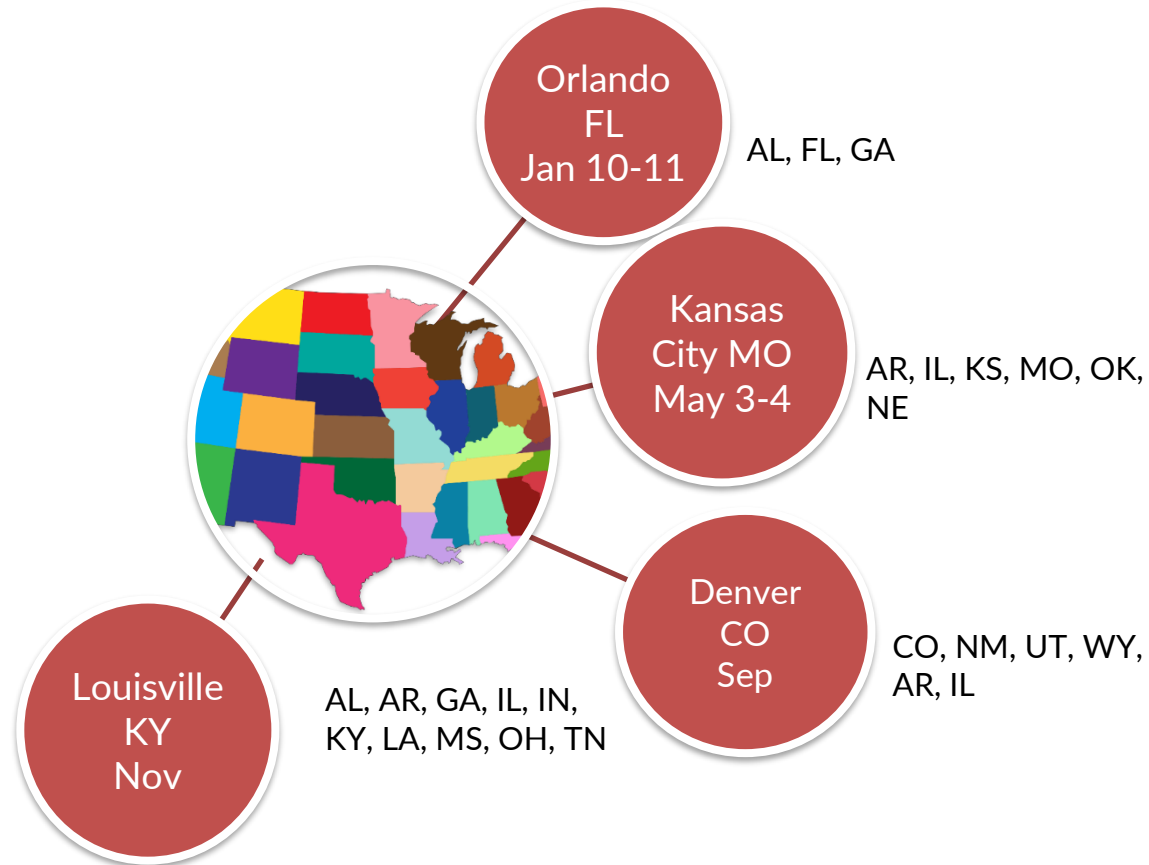 Orlando
FL
Jan 10-11
AL, FL, GA
Kansas
City MO
May 3-4
AR, IL, KS, MO, OK,
NE
Denver
CO
Sep
CO, NM, UT, WY,
AR, IL
Louisville
KY
Nov
AL, AR, GA, IL, IN,
KY, LA, MS, OH, TN